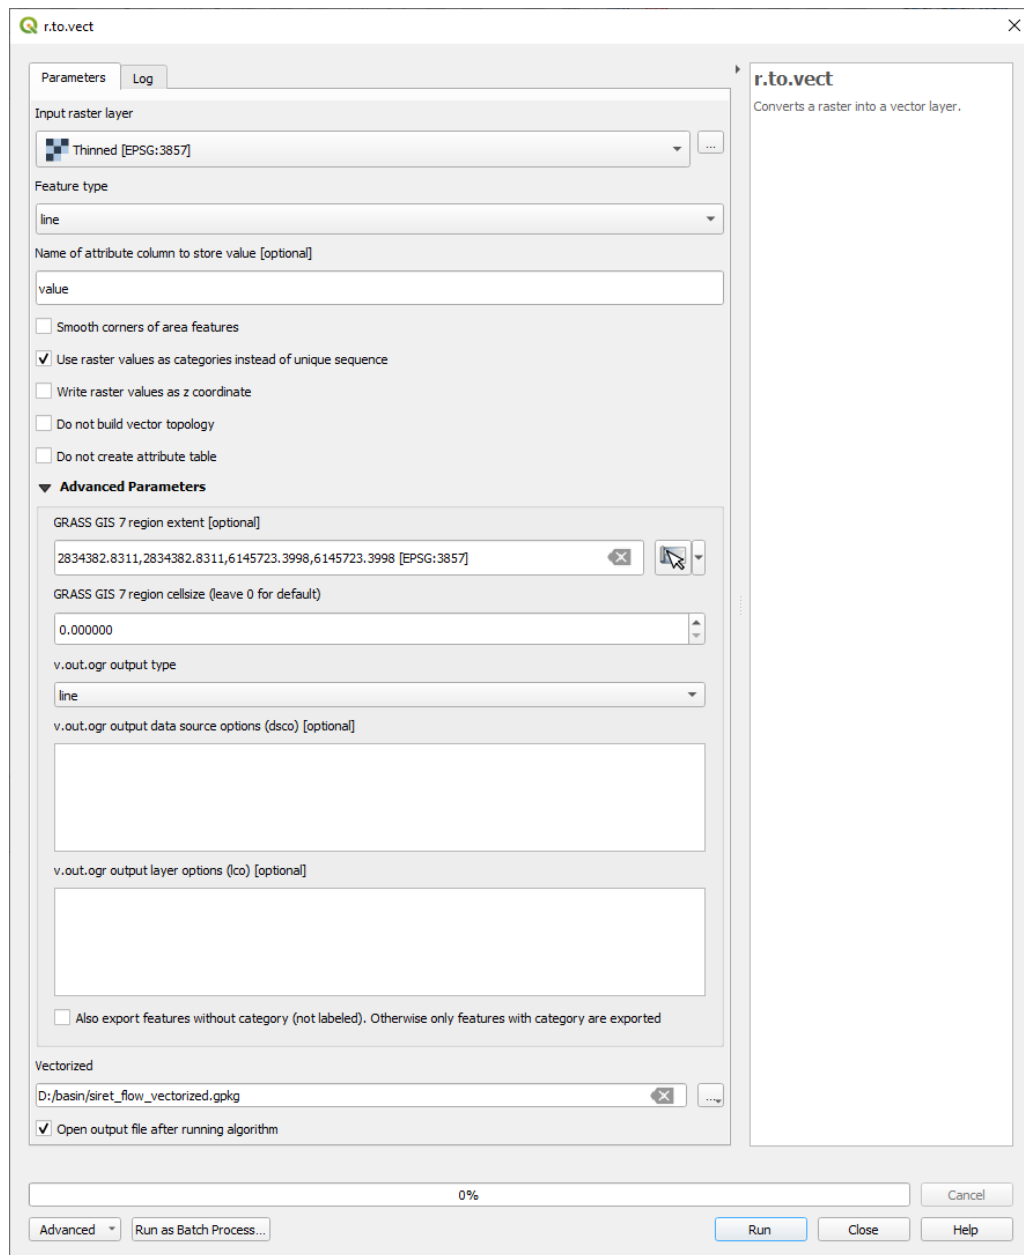 r.to.vect
Parameters
Log
Input raster layer
Thinned [EPSG:3857]
...
Feature type
line
Name of attribute column to store value [optional]
value
Smooth corners of area features
Use raster values as categories instead of unique sequence
Write raster values as z coordinate
Do not build vector topology
Do not create attribute table
Advanced Parameters
GRASS GIS 7 region extent [optional]
2834382.8311,2834382.8311,6145723.3998,6145723.3998 [EPSG:3857]
GRASS GIS 7 region cellsize (leave 0 for default)
0.000000
v.out.ogr output type
line
v.out.ogr output data source options (dsco) [optional]
v.out.ogr output layer options (lco) [optional]
Also export features without category (not labeled). Otherwise only features with category are exported
Vectorized
D:/basin/siret_flow_vectorized.gpkg
...
Open output file after running algorithm
r.to.vect
Converts a raster into a vector layer.
0%
Cancel
Advanced
Run as Batch Process...
Run
Close
Help